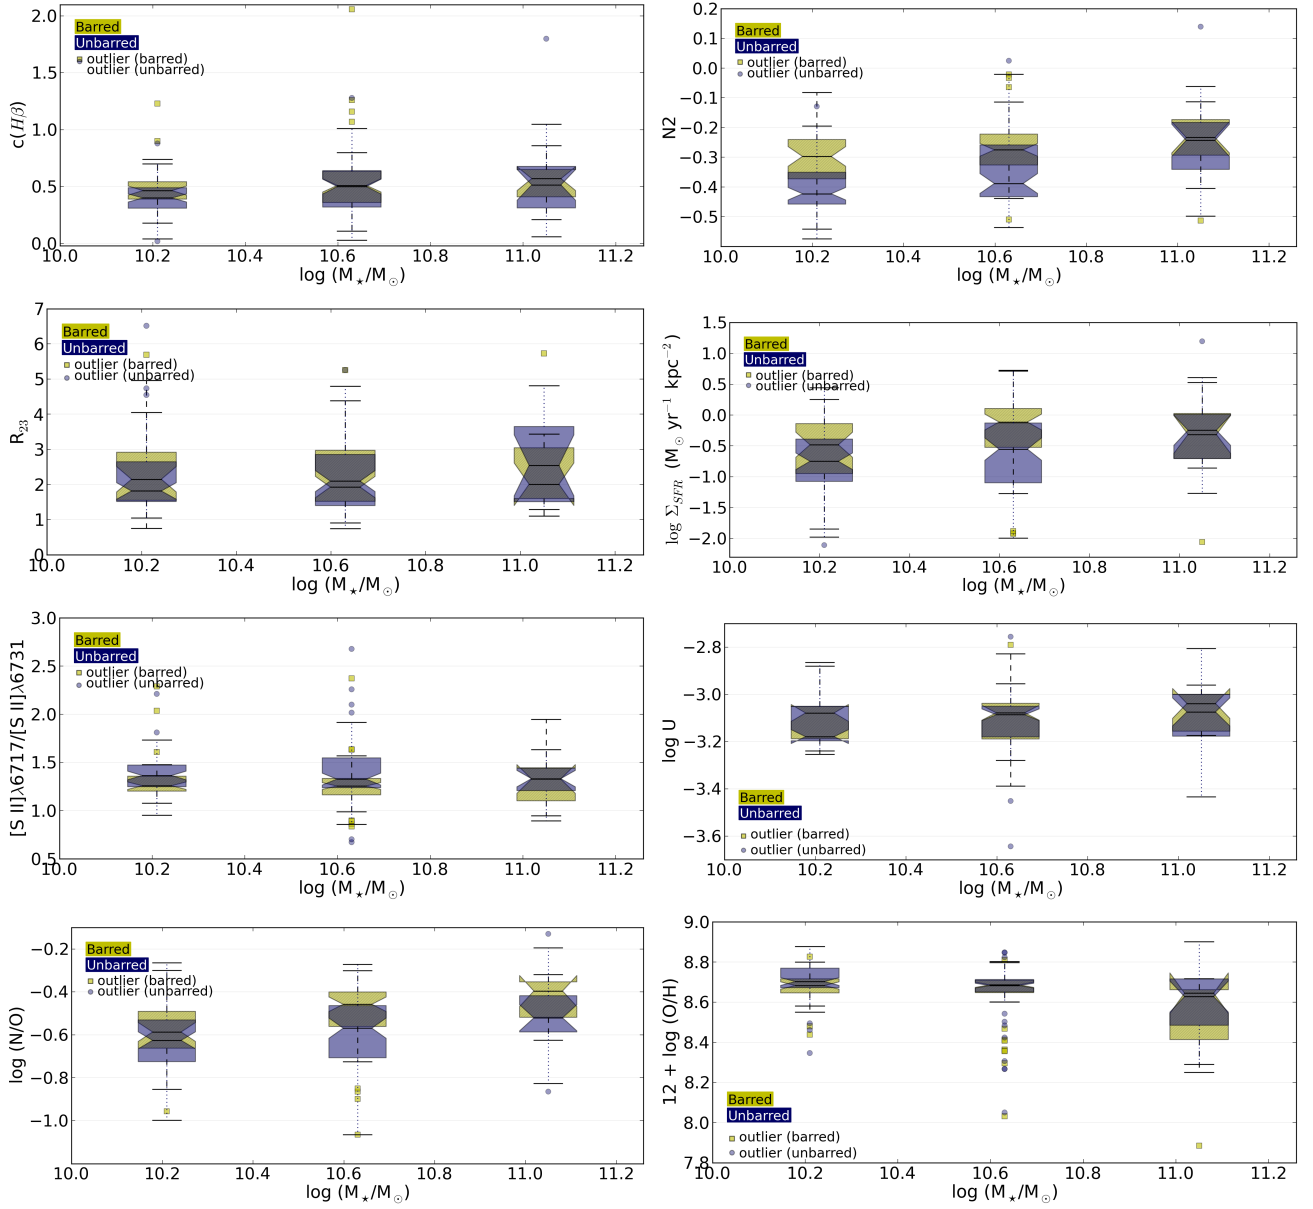 2.0
1.5
1.0
0.5
0.0
c(Hβ)
Barred
Unbarred
outlier (barred)
outlier (unbarred)
10.0 10.2 10.4 10.6 10.8 11.0 11.2
log (M⋆/M☉)
0.2
0.1
0.0
−0.1
−0.2
−0.3
−0.4
−0.5
N2
Barred
Unbarred
outlier (barred)
outlier (unbarred)
10.0 10.2 10.4 10.6 10.8 11.0 11.2
log (M⋆/M☉)
7
6
5
4
3
2
1
0
R₂₃
Barred
Unbarred
outlier (barred)
outlier (unbarred)
10.0 10.2 10.4 10.6 10.8 11.0 11.2
log (M⋆/M☉)
1.5
1.0
0.5
0.0
−0.5
−1.0
−1.5
−2.0
log Σ_SFR (M☉ yr⁻¹ kpc⁻²)
Barred
Unbarred
outlier (barred)
outlier (unbarred)
10.0 10.2 10.4 10.6 10.8 11.0 11.2
log (M⋆/M☉)
3.0
2.5
2.0
1.5
1.0
0.5
[S II]λ6717/[S II]λ6731
Barred
Unbarred
outlier (barred)
outlier (unbarred)
10.0 10.2 10.4 10.6 10.8 11.0 11.2
log (M⋆/M☉)
−2.8
−3.0
−3.2
−3.4
−3.6
log U
Barred
Unbarred
outlier (barred)
outlier (unbarred)
10.0 10.2 10.4 10.6 10.8 11.0 11.2
log (M⋆/M☉)
−0.2
−0.4
−0.6
−0.8
−1.0
log (N/O)
Barred
Unbarred
outlier (barred)
outlier (unbarred)
10.0 10.2 10.4 10.6 10.8 11.0 11.2
log (M⋆/M☉)
9.0
8.8
8.6
8.4
8.2
8.0
7.8
12 + log (O/H)
Barred
Unbarred
outlier (barred)
outlier (unbarred)
10.0 10.2 10.4 10.6 10.8 11.0 11.2
log (M⋆/M☉)